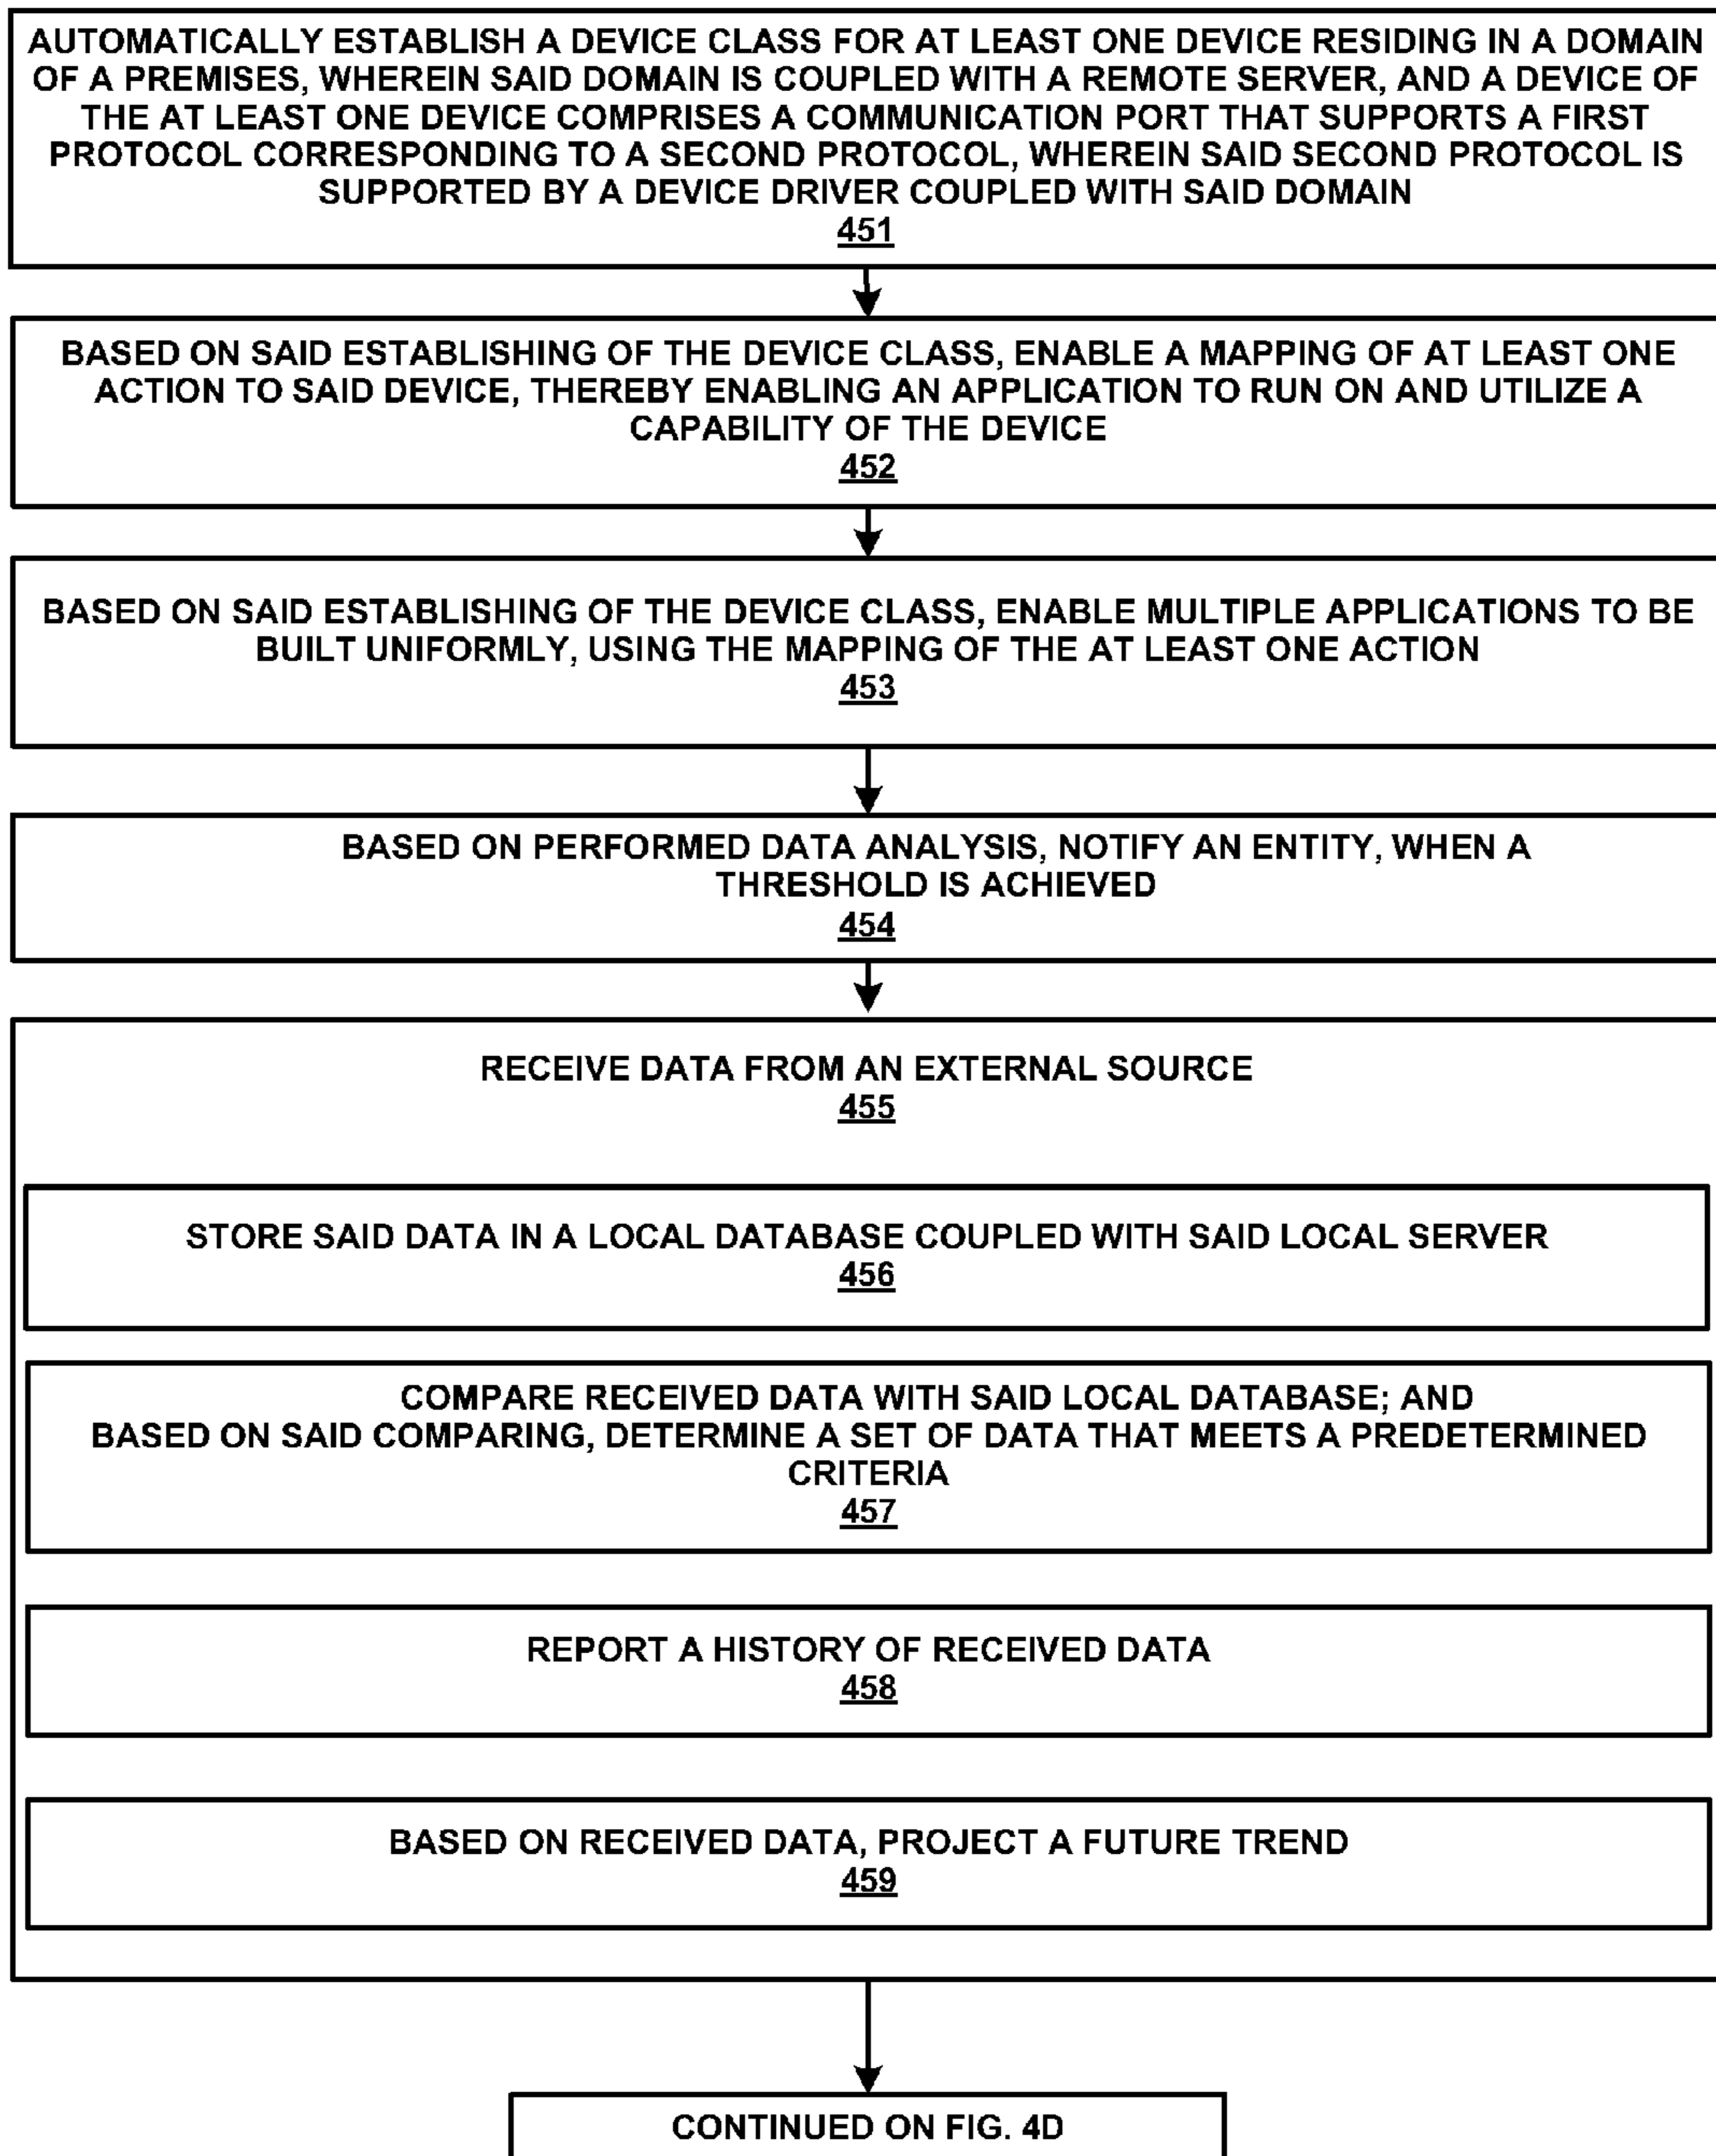 AUTOMATICALLY ESTABLISH A DEVICE CLASS FOR AT LEAST ONE DEVICE RESIDING IN A DOMAIN
OF A PREMISES, WHEREIN SAID DOMAIN IS COUPLED WITH A REMOTE SERVER, AND A DEVICE OF
THE AT LEAST ONE DEVICE COMPRISES A COMMUNICATION PORT THAT SUPPORTS A FIRST
PROTOCOL CORRESPONDING TO A SECOND PROTOCOL, WHEREIN SAID SECOND PROTOCOL IS
SUPPORTED BY A DEVICE DRIVER COUPLED WITH SAID DOMAIN
451
BASED ON SAID ESTABLISHING OF THE DEVICE CLASS, ENABLE A MAPPING OF AT LEAST ONE
ACTION TO SAID DEVICE, THEREBY ENABLING AN APPLICATION TO RUN ON AND UTILIZE A
CAPABILITY OF THE DEVICE
452
BASED ON SAID ESTABLISHING OF THE DEVICE CLASS, ENABLE MULTIPLE APPLICATIONS TO BE
BUILT UNIFORMLY, USING THE MAPPING OF THE AT LEAST ONE ACTION
453
BASED ON PERFORMED DATA ANALYSIS, NOTIFY AN ENTITY, WHEN A
THRESHOLD IS ACHIEVED
454
RECEIVE DATA FROM AN EXTERNAL SOURCE
455
STORE SAID DATA IN A LOCAL DATABASE COUPLED WITH SAID LOCAL SERVER
456
COMPARE RECEIVED DATA WITH SAID LOCAL DATABASE; AND
BASED ON SAID COMPARING, DETERMINE A SET OF DATA THAT MEETS A PREDETERMINED
CRITERIA
457
REPORT A HISTORY OF RECEIVED DATA
458
BASED ON RECEIVED DATA, PROJECT A FUTURE TREND
459
CONTINUED ON FIG. 4D